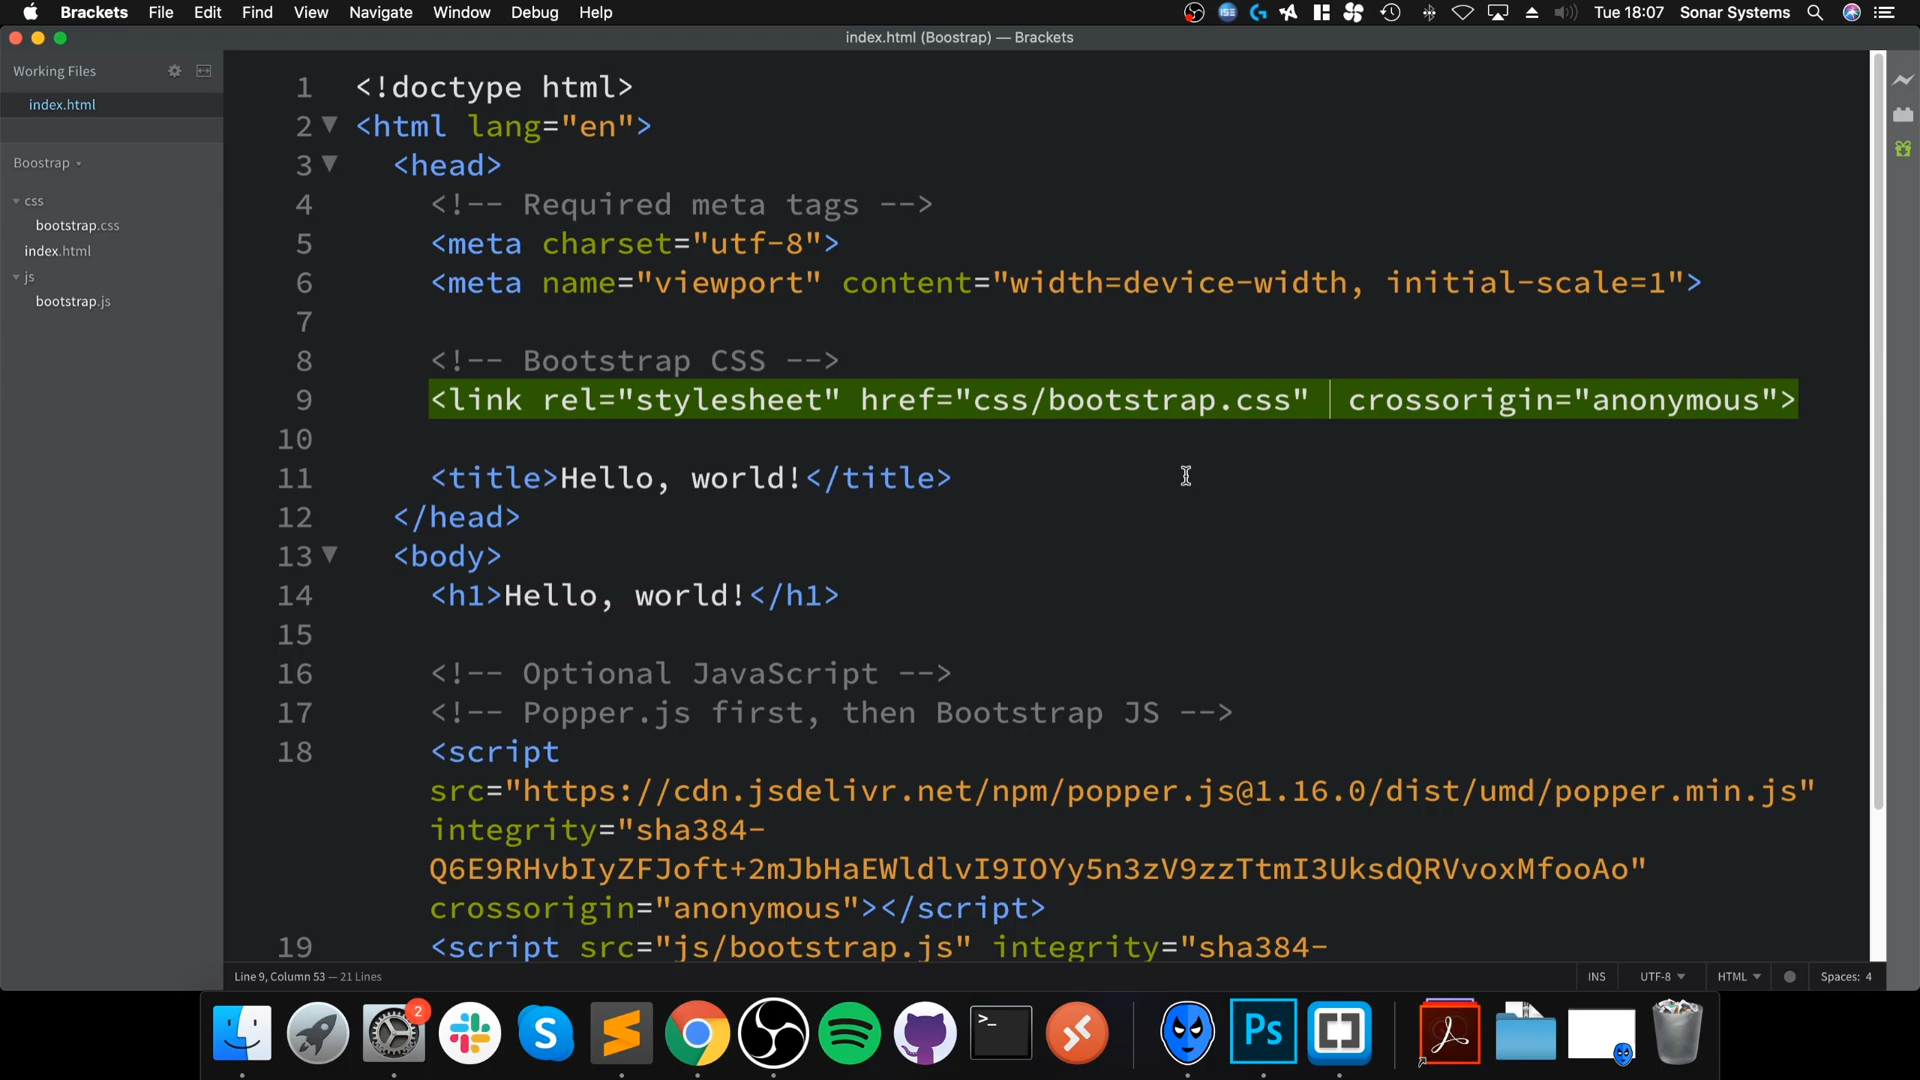 Brackets File Edit Find View Navigate Window Debug Help Tue 18:07 Sonar Systems
index.html (Boostrap) — Brackets
Working Files
index.html
Boostrap
css
bootstrap.css
index.html
js
bootstrap.js
1 <!doctype html>
2 <html lang="en">
3 <head>
4 <!-- Required meta tags -->
5 <meta charset="utf-8">
6 <meta name="viewport" content="width=device-width, initial-scale=1">
7
8 <!-- Bootstrap CSS -->
9 <link rel="stylesheet" href="css/bootstrap.css"  crossorigin="anonymous">
10
11 <title>Hello, world!</title>
12 </head>
13 <body>
14 <h1>Hello, world!</h1>
15
16 <!-- Optional JavaScript -->
17 <!-- Popper.js first, then Bootstrap JS -->
18 <script
src="https://cdn.jsdelivr.net/npm/popper.js@1.16.0/dist/umd/popper.min.js"
integrity="sha384-
Q6E9RHvbIyZFJoft+2mJbHaEWldlvI9IOYy5n3zV9zzTtmI3UksdQRVvoxMfooAo"
crossorigin="anonymous"></script>
19 <script src="js/bootstrap.js" integrity="sha384-
Line 9, Column 53 — 21 Lines
INS UTF-8 HTML Spaces: 4
2
S
>_
Ps